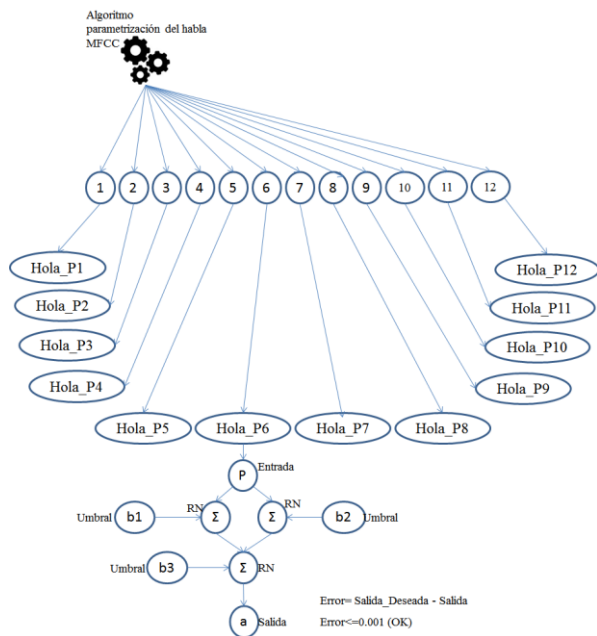 Algoritmo
parametrización del habla
MFCC
1 2 3 4 5 6 7 8 9 10 11 12
Hola_P1
Hola_P2
Hola_P3
Hola_P4
Hola_P5
Hola_P6
Hola_P7
Hola_P8
Hola_P9
Hola_P10
Hola_P11
Hola_P12
P
Entrada
Umbral
b1
RN
Σ
Σ
RN
b2
Umbral
Umbral
b3
Σ
RN
a
Salida
Error= Salida_Deseada - Salida
Error<=0.001 (OK)